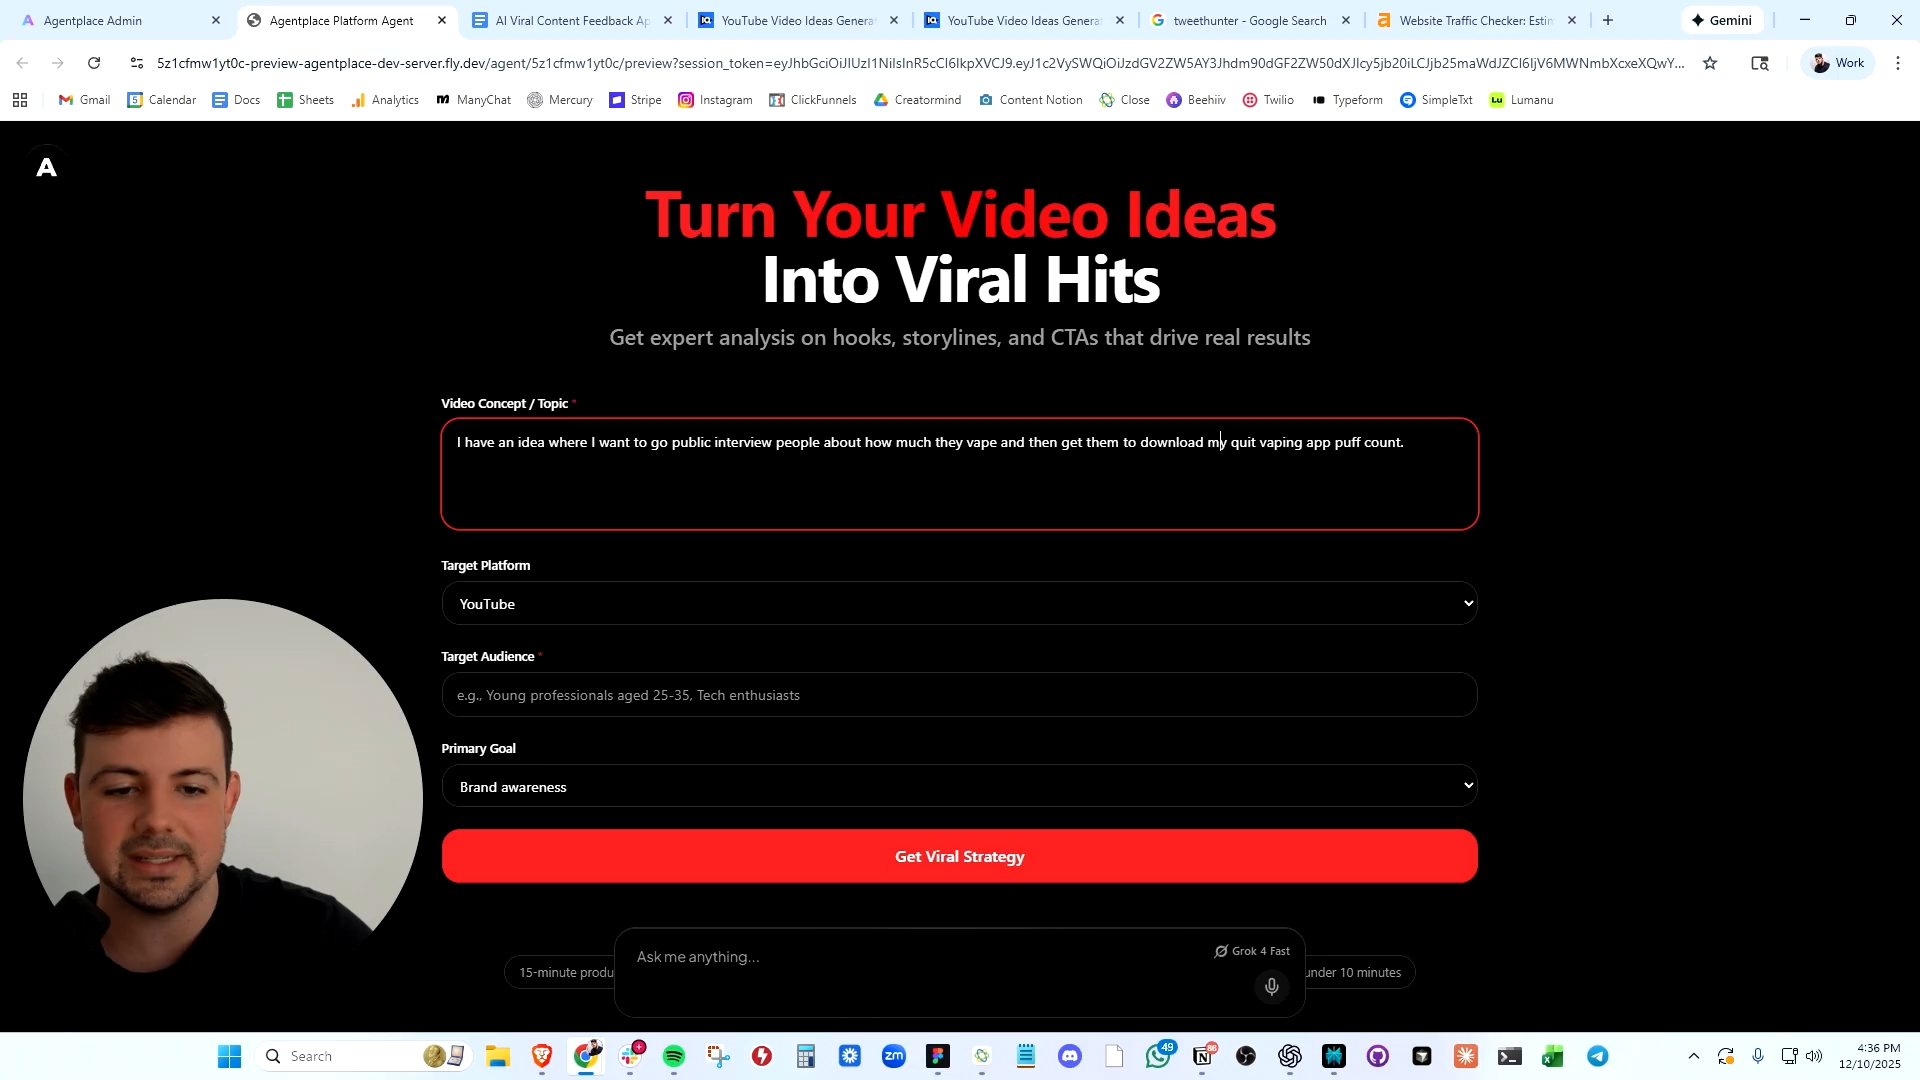 Agentplace Admin
Agentplace Platform Agent
AI Viral Content Feedback Ap
YouTube Video Ideas Generat
YouTube Video Ideas Generat
tweethunter - Google Search
Website Traffic Checker: Estim
Gemini
5z1cfmw1yt0c-preview-agentplace-dev-server.fly.dev/agent/5z1cfmw1yt0c/preview?session_token=
Work
Gmail
Calendar
Docs
Sheets
Analytics
ManyChat
Mercury
Stripe
Instagram
ClickFunnels
Creatormind
Content Notion
Close
Beehiiv
Twilio
Typeform
SimpleTxt
Lumanu
A
Turn Your Video Ideas
Into Viral Hits
Get expert analysis on hooks, storylines, and CTAs that drive real results
Video Concept / Topic *
I have an idea where I want to go public interview people about how much they vape and then get them to download my quit vaping app puff count.
Target Platform
YouTube
Target Audience *
e.g., Young professionals aged 25-35, Tech enthusiasts
Primary Goal
Brand awareness
Get Viral Strategy
Ask me anything...
Grok 4 Fast
15-minute produ
under 10 minutes
Search
49
86
4:36 PM
12/10/2025